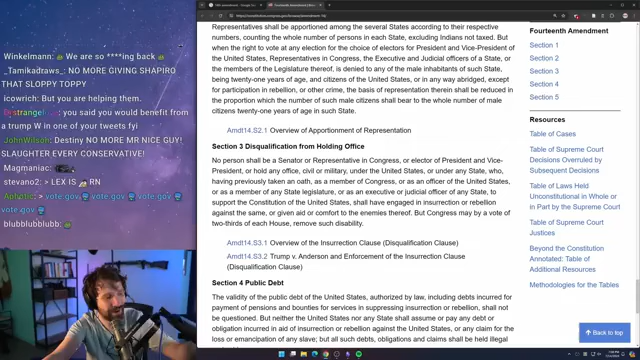 14th amendment - Google
Fourteenth Amendment
https://constitution.congress.gov/browse/amendment-14/
Winkelmann: We are so ****ing back
_Tamikadraws_: NO MORE GIVING SHAPIRO
THAT SLOPPY TOPPY
icowrich: But you are helping them.
Destrange: you said you would benefit
from a trump W in one of your tweets fyi
JohnWilson: Destiny NO MORE MR NICE GUY!
SLAUGHTER EVERY CONSERVATIVE!
Magmaniac:
stevano2: > LEX IS RN
Aphotic: > vote.gov vote.gov vote.gov
vote.gov
blubblubblubb:
Representatives shall be apportioned among the several States according to their respective
numbers, counting the whole number of persons in each State, excluding Indians not taxed. But
when the right to vote at any election for the choice of electors for President and Vice-President of
the United States, Representatives in Congress, the Executive and Judicial officers of a State, or
the members of the Legislature thereof, is denied to any of the male inhabitants of such State,
being twenty-one years of age, and citizens of the United States, or in any way abridged, except
for participation in rebellion, or other crime, the basis of representation therein shall be reduced in
the proportion which the number of such male citizens shall bear to the whole number of male
citizens twenty-one years of age in such State.
Amdt14.S2.1 Overview of Apportionment of Representation
Section 3 Disqualification from Holding Office
No person shall be a Senator or Representative in Congress, or elector of President and Vice-
President, or hold any office, civil or military, under the United States, or under any State, who,
having previously taken an oath, as a member of Congress, or as an officer of the United States,
or as a member of any State legislature, or as an executive or judicial officer of any State, to
support the Constitution of the United States, shall have engaged in insurrection or rebellion
against the same, or given aid or comfort to the enemies thereof. But Congress may by a vote of
two-thirds of each House, remove such disability.
Amdt14.S3.1 Overview of the Insurrection Clause (Disqualification Clause)
Amdt14.S3.2 Trump v. Anderson and Enforcement of the Insurrection Clause
(Disqualification Clause)
Section 4 Public Debt
The validity of the public debt of the United States, authorized by law, including debts incurred for
payment of pensions and bounties for services in suppressing insurrection or rebellion, shall not
be questioned. But neither the United States nor any State shall assume or pay any debt or
obligation incurred in aid of insurrection or rebellion against the United States, or any claim for the
loss or emancipation of any slave; but all such debts, obligations and claims shall be held illegal
Fourteenth Amendment
Section 1
Section 2
Section 3
Section 4
Section 5
Resources
Table of Cases
Table of Supreme Court
Decisions Overruled by
Subsequent Decisions
Table of Laws Held
Unconstitutional in Whole or
in Part by the Supreme Court
Table of Supreme Court
Justices
Beyond the Constitution
Annotated: Table of
Additional Resources
Methodologies for the Tables
Back to top